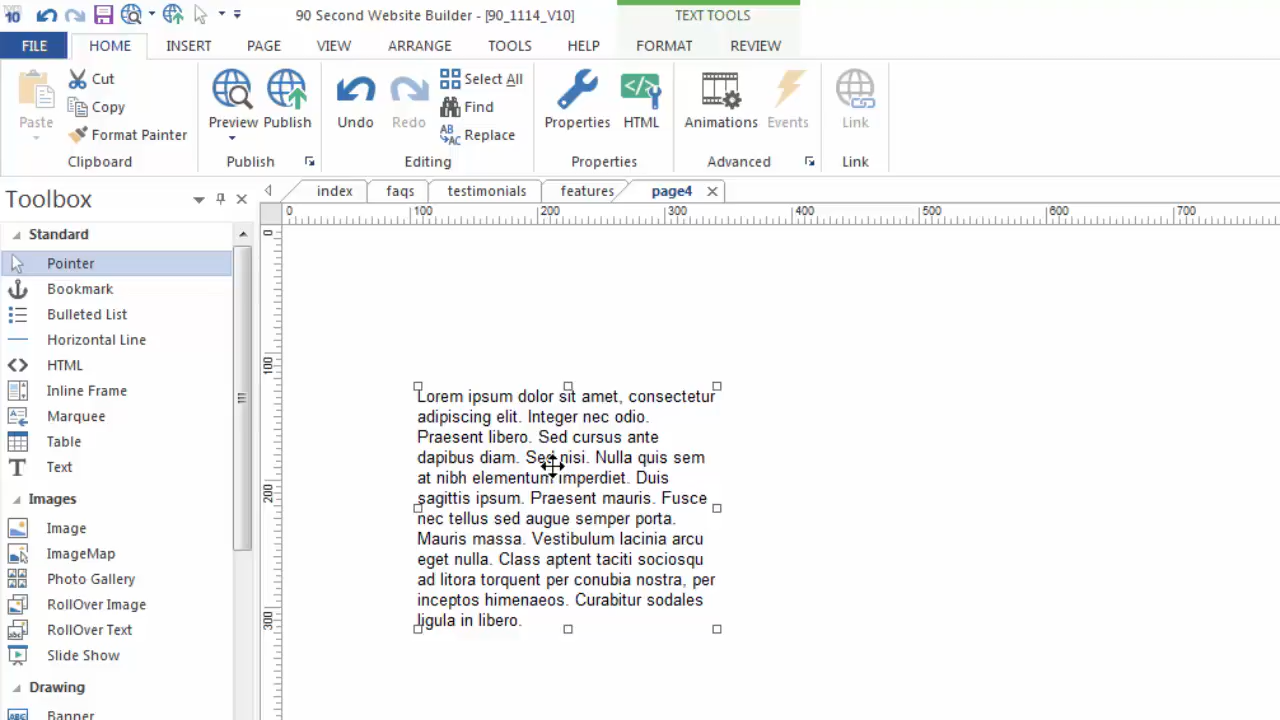 10
90 Second Website Builder - [90_1114_V10]
TEXT TOOLS
FILE HOME INSERT PAGE VIEW ARRANGE TOOLS HELP FORMAT REVIEW
Paste
Cut
Copy
Format Painter
Clipboard
Preview
Publish
Publish
Undo
Redo
Select All
Find
Replace
Editing
Properties
HTML
Properties
Animations
Events
Advanced
Link
Link
index faqs testimonials features page4
0 100 200 300 400 500 600 700
0
100
200
300
Toolbox
Standard
Pointer
Bookmark
Bulleted List
Horizontal Line
HTML
Inline Frame
Marquee
Table
Text
Images
Image
ImageMap
Photo Gallery
RollOver Image
RollOver Text
Slide Show
Drawing
Banner
Lorem ipsum dolor sit amet, consectetur
adipiscing elit. Integer nec odio.
Praesent libero. Sed cursus ante
dapibus diam. Sed nisi. Nulla quis sem
at nibh elementum imperdiet. Duis
sagittis ipsum. Praesent mauris. Fusce
nec tellus sed augue semper porta.
Mauris massa. Vestibulum lacinia arcu
eget nulla. Class aptent taciti sociosqu
ad litora torquent per conubia nostra, per
inceptos himenaeos. Curabitur sodales
ligula in libero.